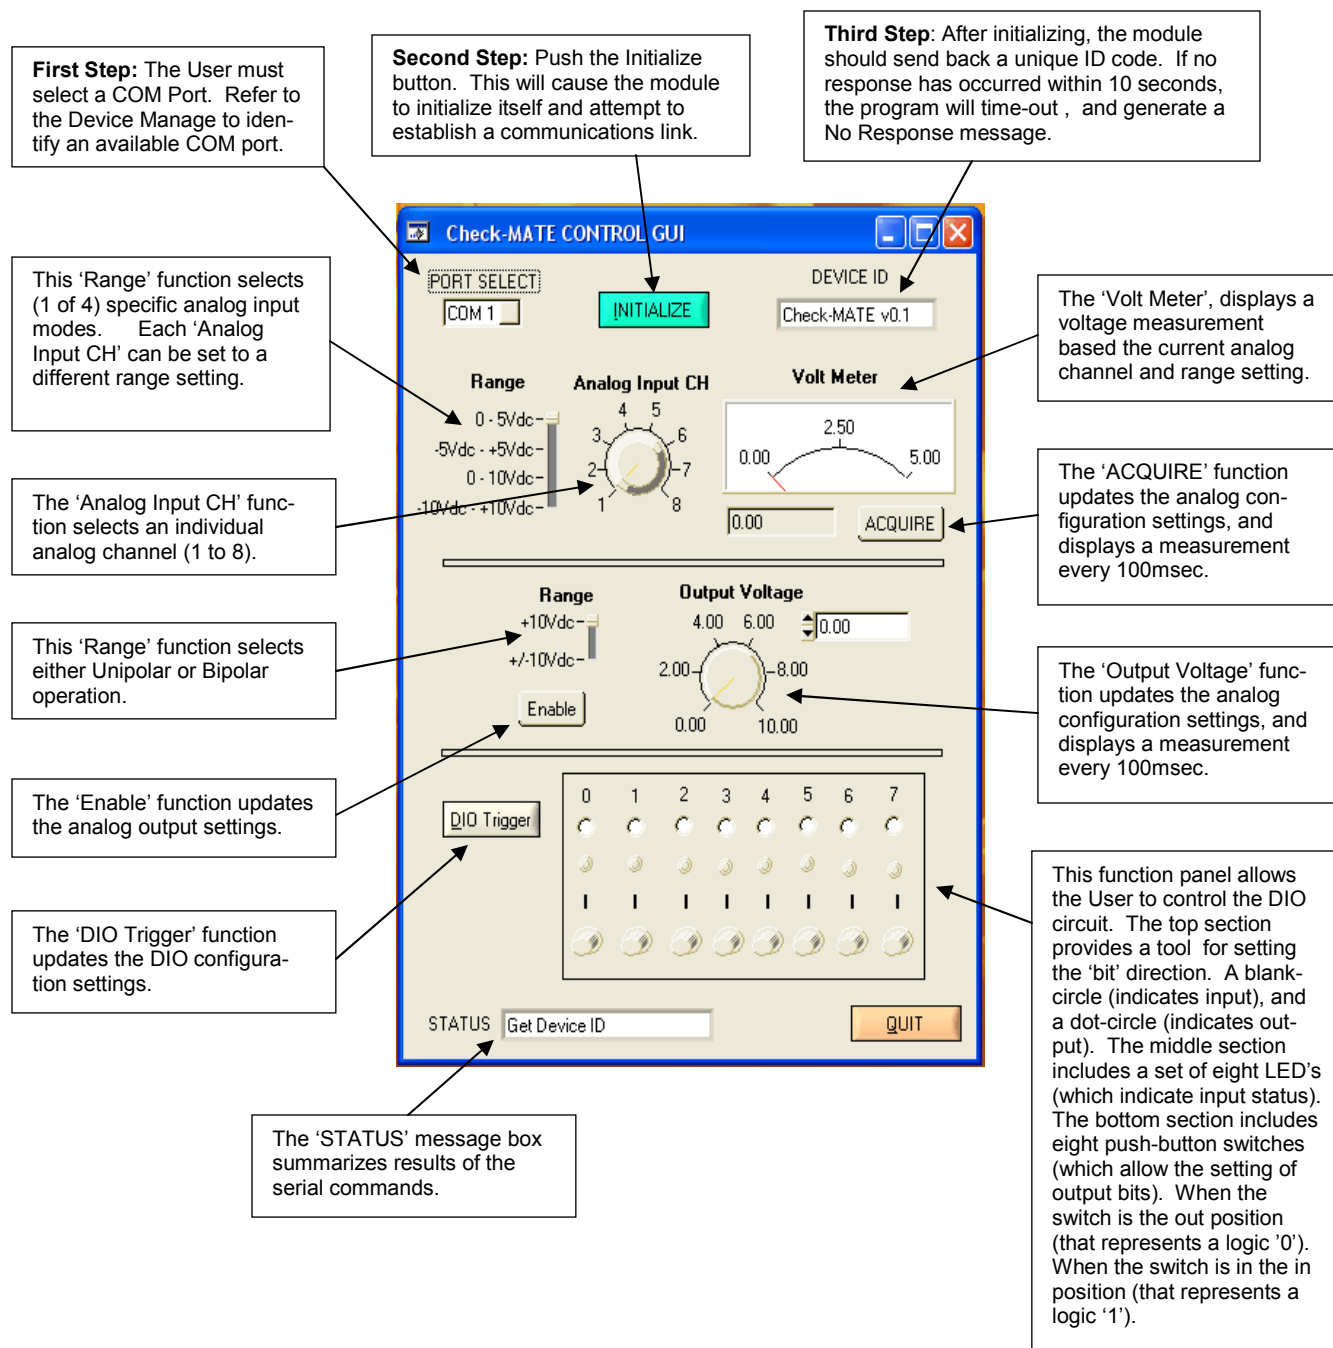 First Step: The User must
select a COM Port. Refer to
the Device Manage to iden-
tify an available COM port.
Second Step: Push the Initialize
button. This will cause the module
to initialize itself and attempt to
establish a communications link.
Third Step: After initializing, the module
should send back a unique ID code. If no
response has occurred within 10 seconds,
the program will time-out , and generate a
No Response message.
This ‘Range’ function selects
(1 of 4) specific analog input
modes. Each ‘Analog
Input CH’ can be set to a
different range setting.
The ‘Analog Input CH’ func-
tion selects an individual
analog channel (1 to 8).
This ‘Range’ function selects
either Unipolar or Bipolar
operation.
The ‘Enable’ function updates
the analog output settings.
The ‘DIO Trigger’ function
updates the DIO configura-
tion settings.
Check-MATE CONTROL GUI
PORT SELECT
COM 1
INITIALIZE
DEVICE ID
Check-MATE v0.1
Range
0 - 5Vdc
-5Vdc - +5Vdc
0 - 10Vdc
-10Vdc - +10Vdc
Analog Input CH
1 2 3 4 5 6 7 8
Volt Meter
0.00 2.50 5.00
0.00
ACQUIRE
Range
+10Vdc
+/-10Vdc
Enable
Output Voltage
0.00 2.00 4.00 6.00 8.00 10.00
0.00
DIO Trigger
0 1 2 3 4 5 6 7
STATUS
Get Device ID
QUIT
The ‘Volt Meter’, displays a
voltage measurement
based the current analog
channel and range setting.
The ‘ACQUIRE’ function
updates the analog con-
figuration settings, and
displays a measurement
every 100msec.
The ‘Output Voltage’ func-
tion updates the analog
configuration settings, and
displays a measurement
every 100msec.
This function panel allows
the User to control the DIO
circuit. The top section
provides a tool for setting
the ‘bit’ direction. A blank-
circle (indicates input), and
a dot-circle (indicates out-
put). The middle section
includes a set of eight LED’s
(which indicate input status).
The bottom section includes
eight push-button switches
(which allow the setting of
output bits). When the
switch is the out position
(that represents a logic ’0’).
When the switch is in the in
position (that represents a
logic ‘1’).
The ‘STATUS’ message box
summarizes results of the
serial commands.